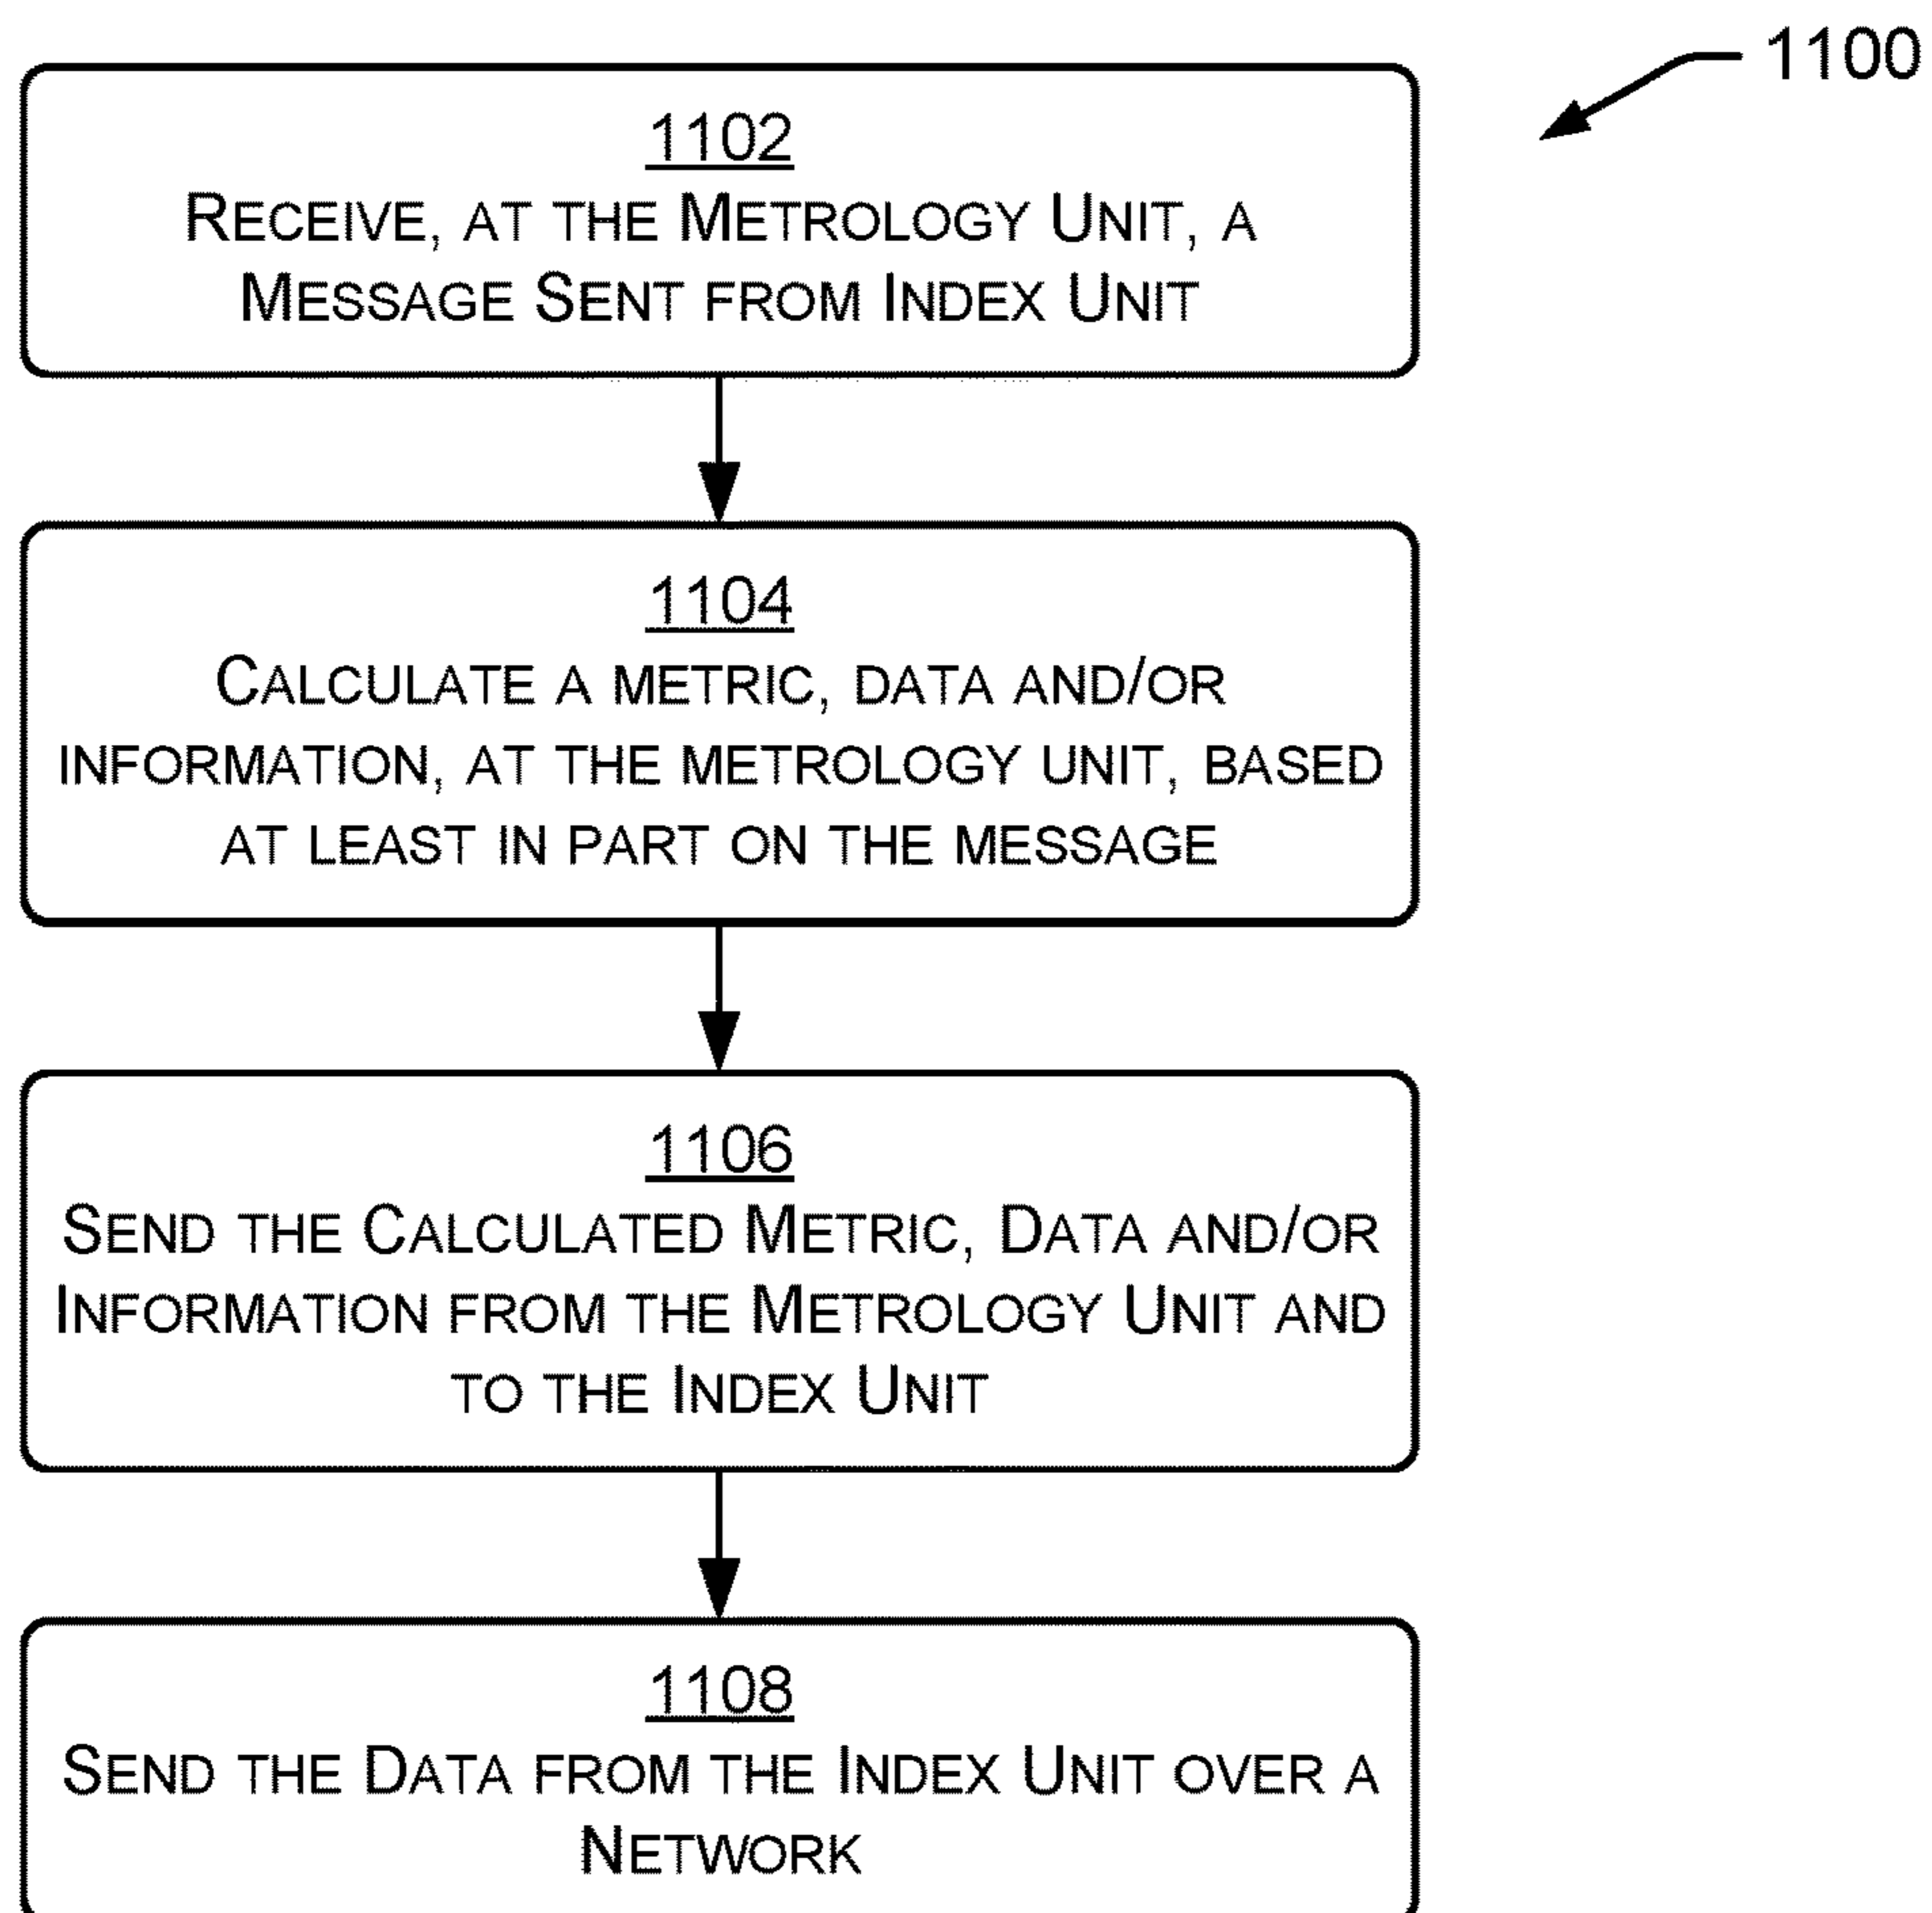 1100
1102
RECEIVE, AT THE METROLOGY UNIT, A
MESSAGE SENT FROM INDEX UNIT
1104
CALCULATE A METRIC, DATA AND/OR
INFORMATION, AT THE METROLOGY UNIT, BASED
AT LEAST IN PART ON THE MESSAGE
1106
SEND THE CALCULATED METRIC, DATA AND/OR
INFORMATION FROM THE METROLOGY UNIT AND
TO THE INDEX UNIT
1108
SEND THE DATA FROM THE INDEX UNIT OVER A
NETWORK